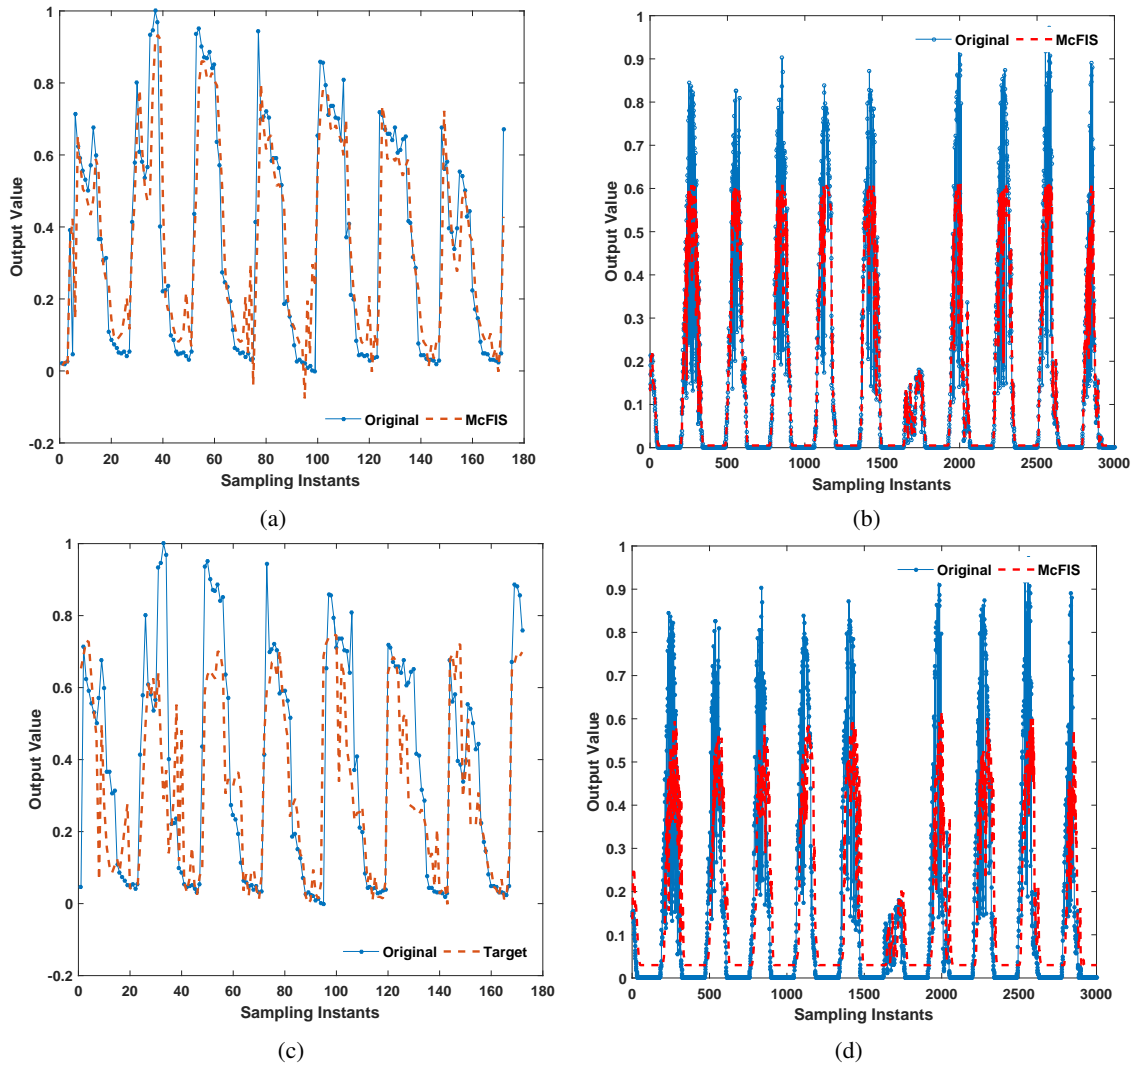 1
0.8
0.6
0.4
0.2
0
-0.2
Output Value
0 20 40 60 80 100 120 140 160 180
Sampling Instants
Original McFIS
(a)
1
0.9
0.8
0.7
0.6
0.5
0.4
0.3
0.2
0.1
0
Output Value
0 500 1000 1500 2000 2500 3000
Sampling Instants
Original McFIS
(b)
1
0.8
0.6
0.4
0.2
0
-0.2
Output Value
0 20 40 60 80 100 120 140 160 180
Sampling Instants
Original Target
(c)
1
0.9
0.8
0.7
0.6
0.5
0.4
0.3
0.2
0.1
0
Output Value
0 500 1000 1500 2000 2500 3000
Sampling Instants
Original McFIS
(d)